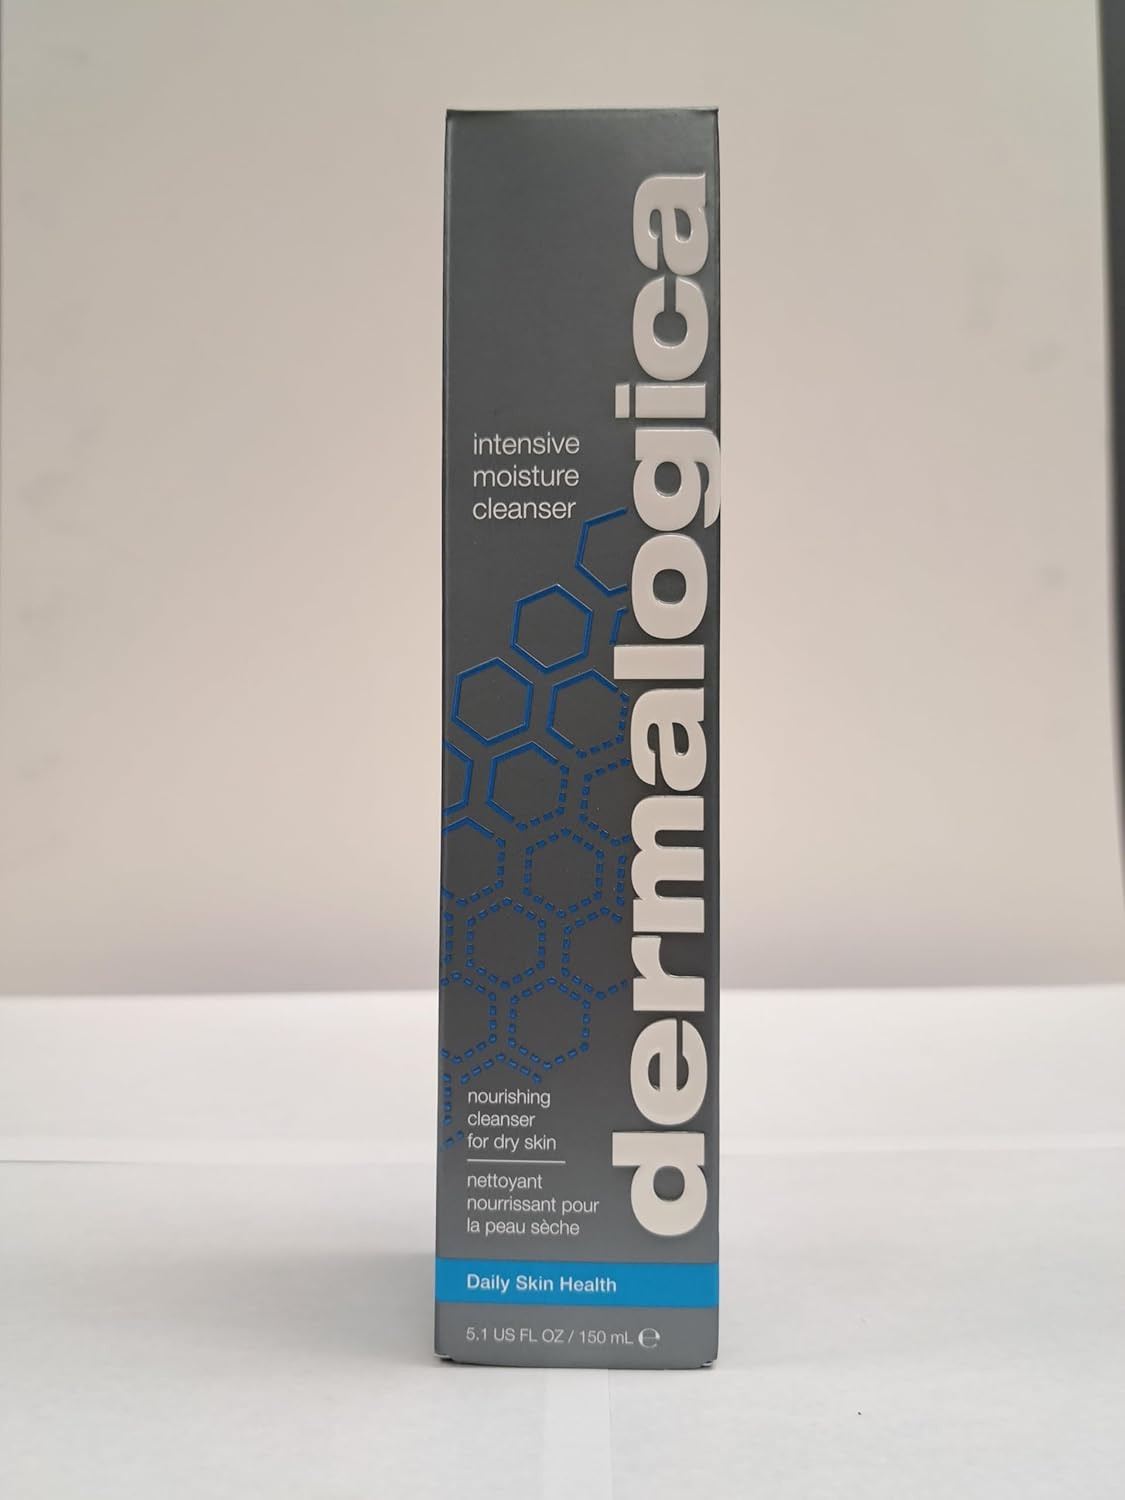 dermalogica
intensive
moisture
cleanser
nourishing
cleanser
for dry skin
nettoyant
nourrissant pour
la peau sèche
Daily Skin Health
5.1 US FL OZ / 150 mL ℮